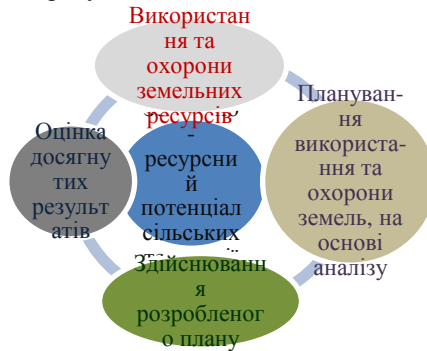 Використан
ня та
охорони
земельних
ресурсів
Плануван-
ня
використа-
ння та
охорони
земель, на
основі
аналізу
Оцінка
досягну
тих
результ
атів
-
ресурсни
й
потенціал
сільських
Здійснюванн
я
розробленог
о плану